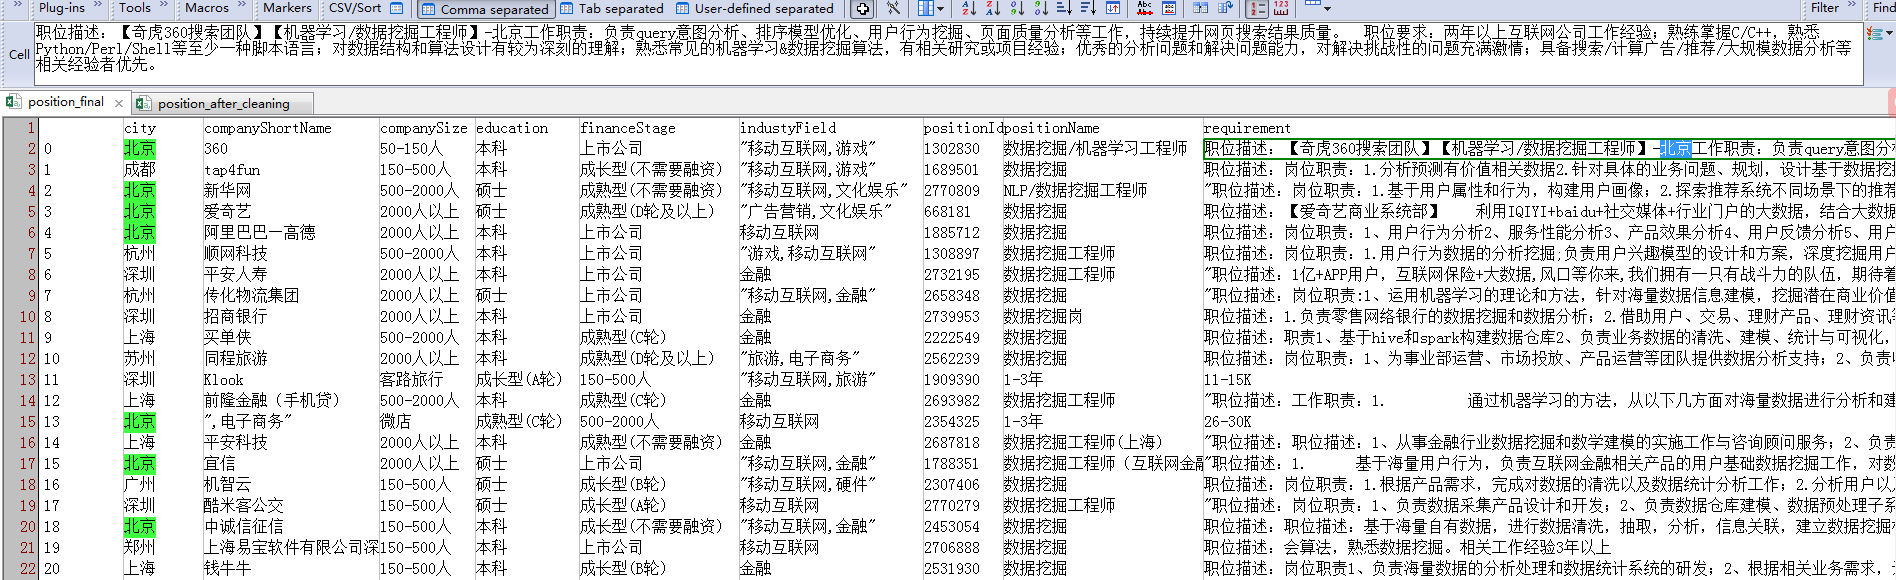 Plug-ins Tools Macros Markers CSV/Sort Comma separated Tab separated User-defined separated Filter Find
Cell
职位描述：【奇虎360搜索团队】【机器学习/数据挖掘工程师】-北京工作职责：负责query意图分析、排序模型优化、用户行为挖掘、页面质量分析等工作，持续提升网页搜索结果质量。 职位要求：两年以上互联网公司工作经验；熟练掌握C/C++，熟悉
Python/Perl/Shell等至少一种脚本语言；对数据结构和算法设计有较为深刻的理解；熟悉常见的机器学习&数据挖掘算法，有相关研究或项目经验；优秀的分析问题和解决问题能力，对解决挑战性的问题充满激情；具备搜索/计算广告/推荐/大规模数据分析等
相关经验者优先。
position_final position_after_cleaning
1 city companyShortName companySize education financeStage industyField positionId positionName requirement
2 0 北京 360 50-150人 本科 上市公司 "移动互联网,游戏" 1302830 数据挖掘/机器学习工程师 职位描述：【奇虎360搜索团队】【机器学习/数据挖掘工程师】-北京工作职责：负责query意图分
3 1 成都 tap4fun 150-500人 本科 成长型(不需要融资) "移动互联网,游戏" 1689501 数据挖掘 职位描述：岗位职责：1.分析预测有价值相关数据2.针对具体的业务问题、规划，设计基于数据挖
4 2 北京 新华网 500-2000人 硕士 成熟型(不需要融资) "移动互联网,文化娱乐" 2770809 NLP/数据挖掘工程师 "职位描述：岗位职责：1.基于用户属性和行为，构建用户画像；2.探索推荐系统不同场景下的推荐
5 3 北京 爱奇艺 2000人以上 硕士 成熟型(D轮及以上) "广告营销,文化娱乐" 668181 数据挖掘 职位描述：【爱奇艺商业系统部】 利用IQIYI+baidu+社交媒体+行业门户的大数据，结合大数据
6 4 北京 阿里巴巴—高德 2000人以上 本科 上市公司 移动互联网 1885712 数据挖掘 职位描述：岗位职责：1、用户行为分析2、服务性能分析3、产品效果分析4、用户反馈分析5、用户
7 5 杭州 顺网科技 500-2000人 本科 上市公司 "游戏,移动互联网" 1308897 数据挖掘工程师 职位描述：岗位职责：1.用户行为数据的分析挖掘;负责用户兴趣模型的设计和方案，深度挖掘用
8 6 深圳 平安人寿 2000人以上 本科 上市公司 金融 2732195 数据挖掘工程师 "职位描述：1亿+APP用户，互联网保险+大数据,风口等你来,我们拥有一只有战斗力的队伍，期待着
9 7 杭州 传化物流集团 2000人以上 硕士 上市公司 "移动互联网,金融" 2658348 数据挖掘 "职位描述：岗位职责:1、运用机器学习的理论和方法，针对海量数据信息建模，挖掘潜在商业价值
10 8 深圳 招商银行 2000人以上 本科 上市公司 金融 2739953 数据挖掘岗 职位描述：1.负责零售网络银行的数据挖掘和数据分析；2.借助用户、交易、理财产品、理财资讯等
11 9 上海 买单侠 500-2000人 本科 成熟型(C轮) 金融 2222549 数据挖掘 职位描述：职责1、基于hive和spark构建数据仓库2、负责业务数据的清洗、建模、统计与可视化，
12 10 苏州 同程旅游 2000人以上 本科 成熟型(D轮及以上) "旅游,电子商务" 2562239 数据挖掘 职位描述：岗位职责：1、为事业部运营、市场投放、产品运营等团队提供数据分析支持；2、负责
13 11 深圳 Klook 客路旅行 成长型(A轮) 150-500人 "移动互联网,旅游" 1909390 1-3年 11-15K
14 12 上海 前隆金融（手机贷） 500-2000人 本科 成熟型(C轮) 金融 2693982 数据挖掘工程师 "职位描述：工作职责：1. 通过机器学习的方法，从以下几方面对海量数据进行分析和建
15 13 北京 ",电子商务" 微店 成熟型(C轮) 500-2000人 移动互联网 2354325 1-3年 26-30K
16 14 上海 平安科技 2000人以上 本科 成熟型(不需要融资) 金融 2687818 数据挖掘工程师(上海) "职位描述：职位描述：1、从事金融行业数据挖掘和数学建模的实施工作与咨询顾问服务；2、负责
17 15 北京 宜信 2000人以上 硕士 上市公司 "移动互联网,金融" 1788351 数据挖掘工程师（互联网金融 "职位描述：1. 基于海量用户行为，负责互联网金融相关产品的用户基础数据挖掘工作，对数
18 16 广州 机智云 150-500人 硕士 成长型(B轮) "移动互联网,硬件" 2307406 数据挖掘 职位描述：岗位职责：1.根据产品需求，完成对数据的清洗以及数据统计分析工作；2.分析用户以
19 17 深圳 酷米客公交 150-500人 硕士 成长型(A轮) 移动互联网 2770279 数据挖掘工程师 "职位描述：岗位职责：1、负责数据采集产品设计和开发；2、负责数据仓库建模、数据预处理子系
20 18 北京 中诚信征信 150-500人 本科 成长型(不需要融资) "移动互联网,金融" 2453054 数据挖掘 职位描述：职位描述：基于海量自有数据，进行数据清洗，抽取，分析，信息关联，建立数据挖掘
21 19 郑州 上海易宝软件有限公司深 150-500人 本科 上市公司 移动互联网 2706888 数据挖掘 职位描述：会算法，熟悉数据挖掘。相关工作经验3年以上
22 20 上海 钱牛牛 150-500人 本科 成长型(B轮) 金融 2531930 数据挖掘 职位描述：岗位职责1、负责海量数据的分析处理和数据统计系统的研发；2、根据相关业务需求，